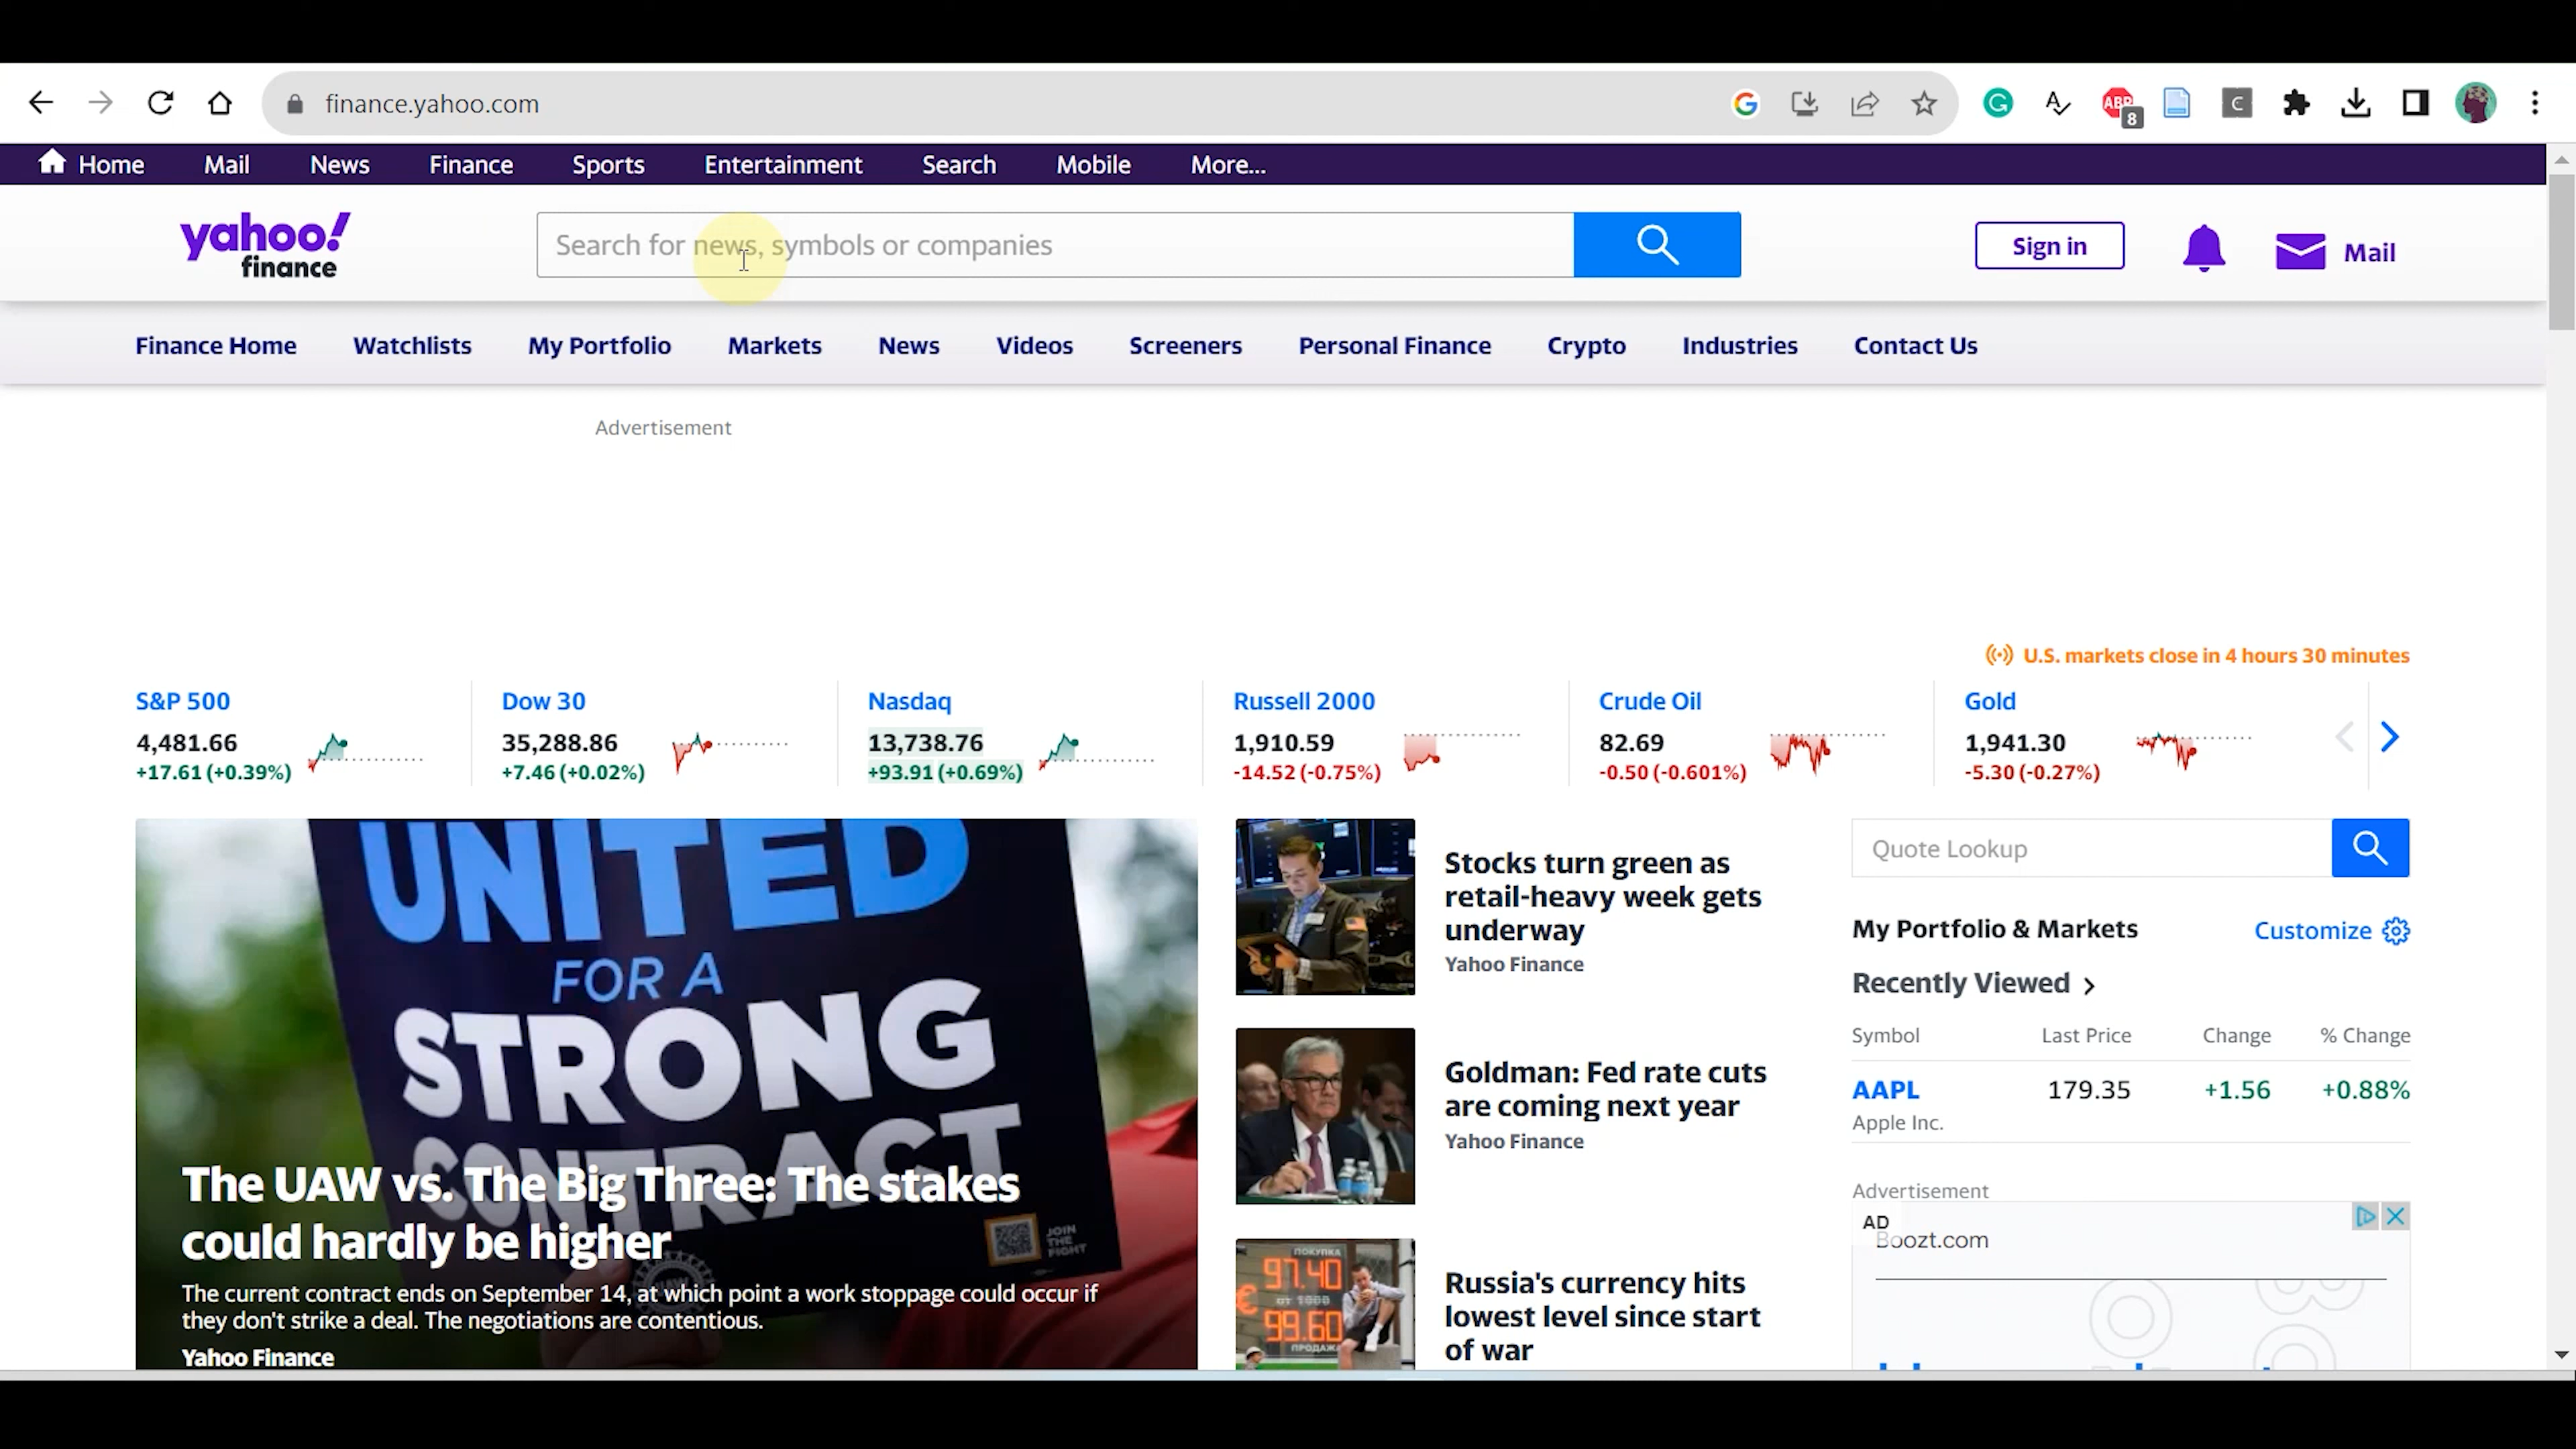 finance.yahoo.com
ABP
8
C
Home Mail News Finance Sports Entertainment Search Mobile More...
yahoo!
finance
Search for news, symbols or companies
Sign in
Mail
Finance Home Watchlists My Portfolio Markets News Videos Screeners Personal Finance Crypto Industries Contact Us
Advertisement
U.S. markets close in 4 hours 30 minutes
S&P 500
4,481.66
+17.61 (+0.39%)
Dow 30
35,288.86
+7.46 (+0.02%)
Nasdaq
13,738.76
+93.91 (+0.69%)
Russell 2000
1,910.59
-14.52 (-0.75%)
Crude Oil
82.69
-0.50 (-0.601%)
Gold
1,941.30
-5.30 (-0.27%)
UNITED
FOR A
STRONG
CONTRACT
JOIN
THE
FIGHT
The UAW vs. The Big Three: The stakes
could hardly be higher
The current contract ends on September 14, at which point a work stoppage could occur if
they don't strike a deal. The negotiations are contentious.
Yahoo Finance
Stocks turn green as
retail-heavy week gets
underway
Yahoo Finance
Goldman: Fed rate cuts
are coming next year
Yahoo Finance
ПОКУПКА
97.40
€ от 1000
99.60
ПРОДАЖА
Russia's currency hits
lowest level since start
of war
Quote Lookup
My Portfolio & Markets
Customize
Recently Viewed
Symbol Last Price Change % Change
AAPL 179.35 +1.56 +0.88%
Apple Inc.
Advertisement
AD
Boozt.com